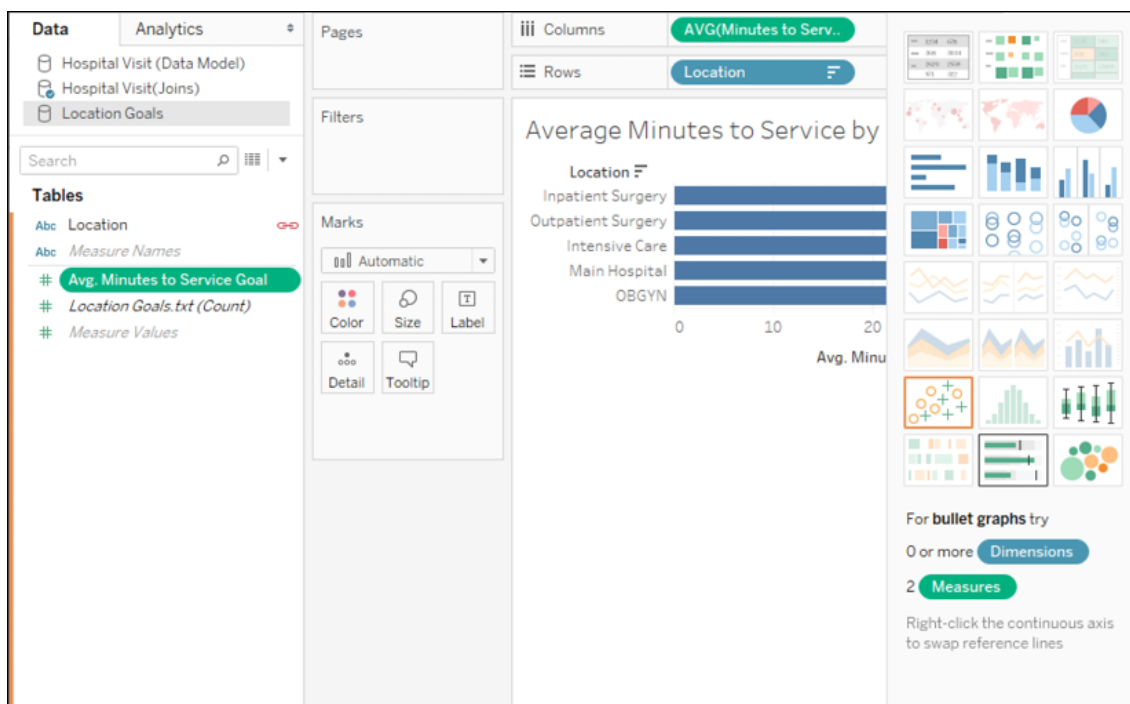 Data
Analytics
Hospital Visit (Data Model)
Hospital Visit(Joins)
Location Goals
Search
Tables
Abc Location
Abc Measure Names
# Avg. Minutes to Service Goal
# Location Goals.txt (Count)
# Measure Values
Pages
Filters
Marks
Automatic
Color Size Label
Detail Tooltip
Columns AVG(Minutes to Serv..
Rows Location
Average Minutes to Service by
Location
Inpatient Surgery
Outpatient Surgery
Intensive Care
Main Hospital
OBGYN
0 10 20
Avg. Minu
For bullet graphs try
0 or more Dimensions
2 Measures
Right-click the continuous axis
to swap reference lines